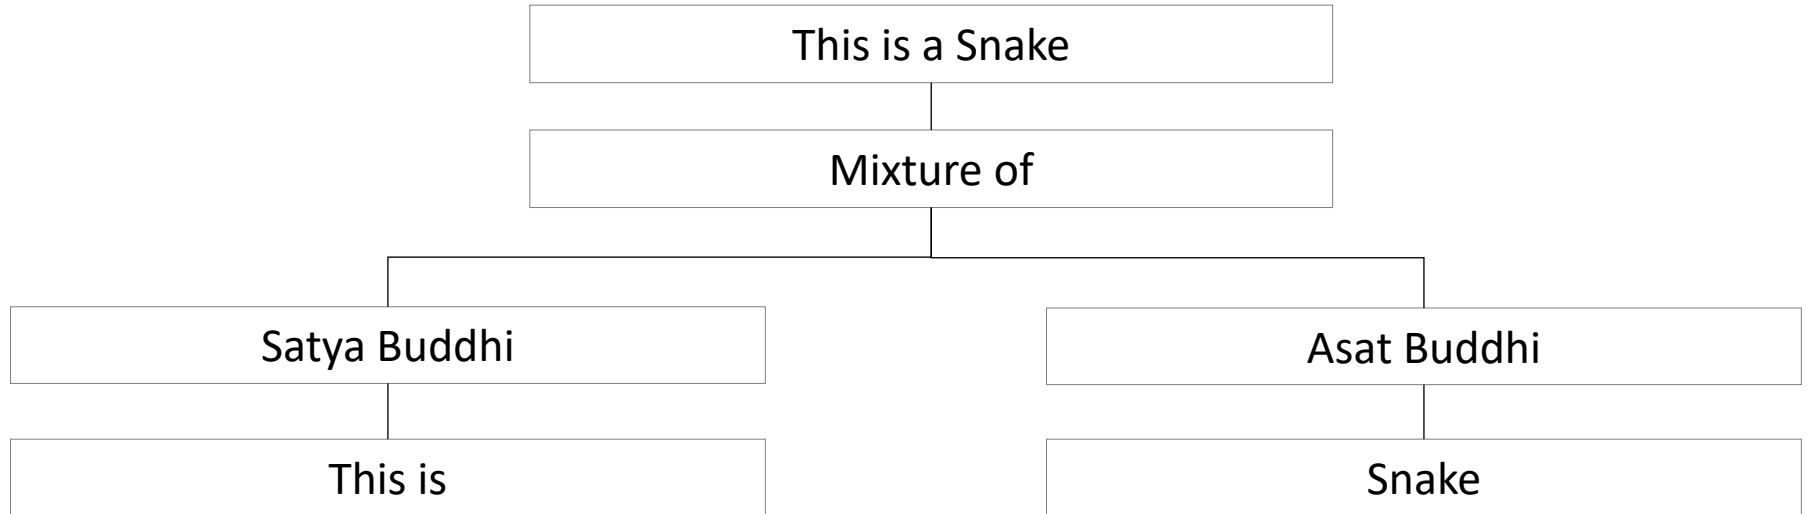 This is a Snake
Mixture of
Satya Buddhi
Asat Buddhi
This is
Snake